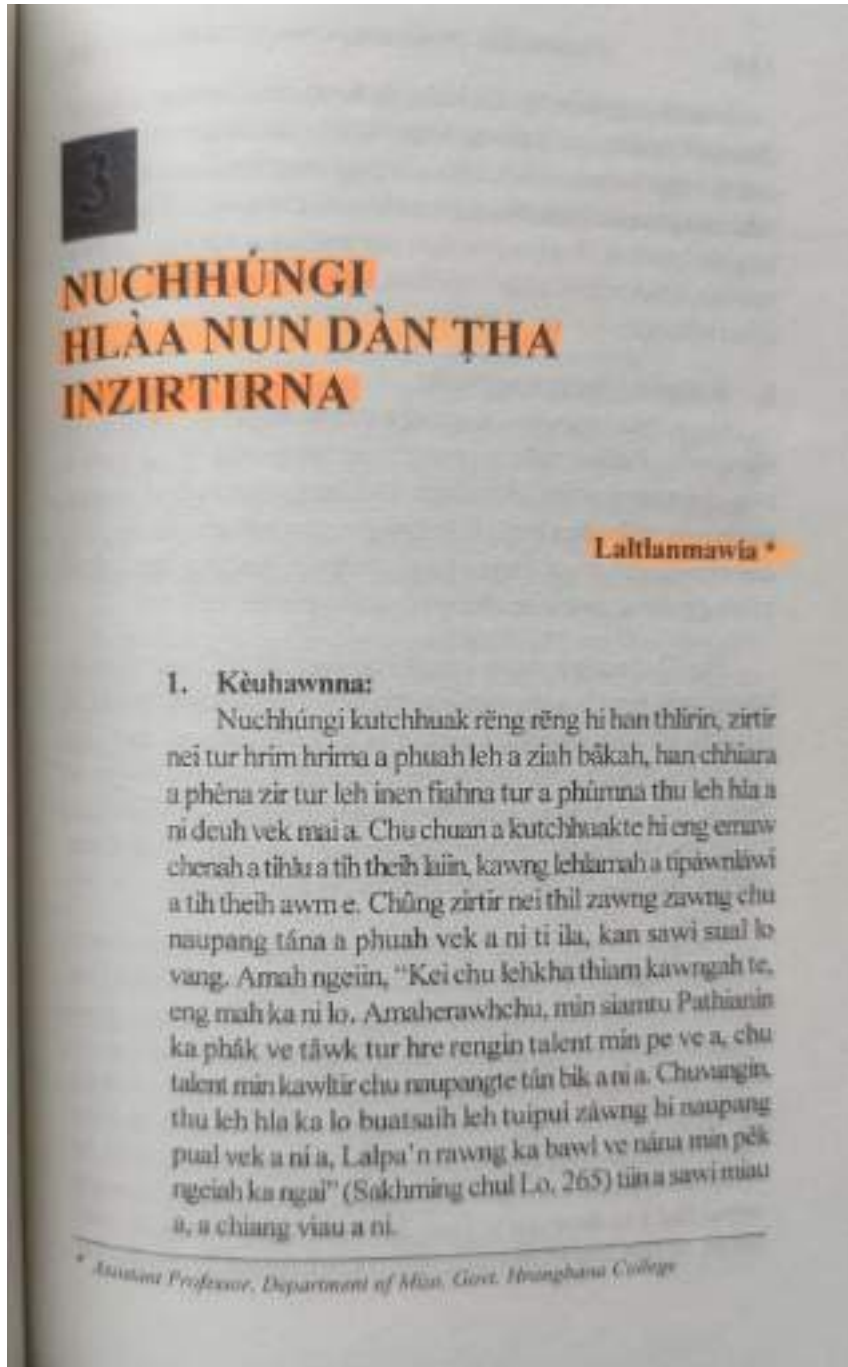 3
NUCHHÚNGI
HLÀA NUN DÀN ṬHA
INZIRTIRNA
Laltlanmawia *
1. Kèuhawnna:
Nuchhúngi kutchhuak rēng rēng hi han thlírin, zirtir
nei tur hrim hrima a phuah leh a ziah bâkah, han chhiara
a phêna zir tur leh inen fiahna tur a phúmna thu leh hla a
ni deuh vek mai a. Chu chuan a kutchhuakte hi eng emaw
chenah a tihlu a tih theih laiin, kawng lehlamah a tipáwnláwi
a tih theih awm e. Chûng zirtir nei thil zawng zawng chu
naupang tána a phuah vek a ni ti ila, kan sawi sual lo
vang. Amah ngeiin, “Kei chu lehkha thiam kawngah te,
eng mah ka ni lo. Amaherawhchu, min siamtu Pathianin
ka phâk ve tâwk tur hre rengin talent min pe ve a, chu
talent min kawltir chu naupangte tán bik a ni a. Chuvangin,
thu leh hla ka lo buatsaih leh tuipui záwng hi naupang
pual vek a ni a, Lalpa’n rawng ka bawl ve nána min pêk
ngeiah ka ngai” (Sakhming chul Lo, 265) tiin a sawi miau
a, a chiang viau a ni.
* Assistant Professor, Department of Mizo, Govt. Hrangbana College